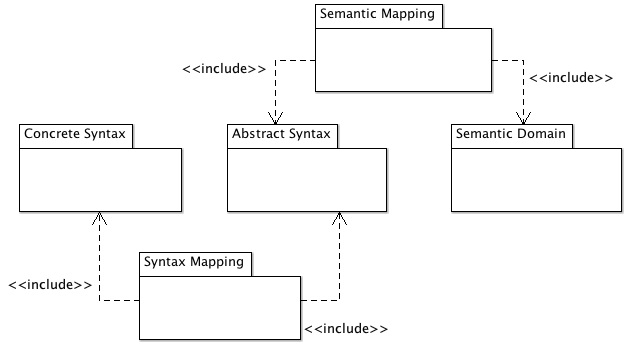 Semantic Mapping
<<include>>
<<include>>
Concrete Syntax
Abstract Syntax
Semantic Domain
Syntax Mapping
<<include>>
<<include>>